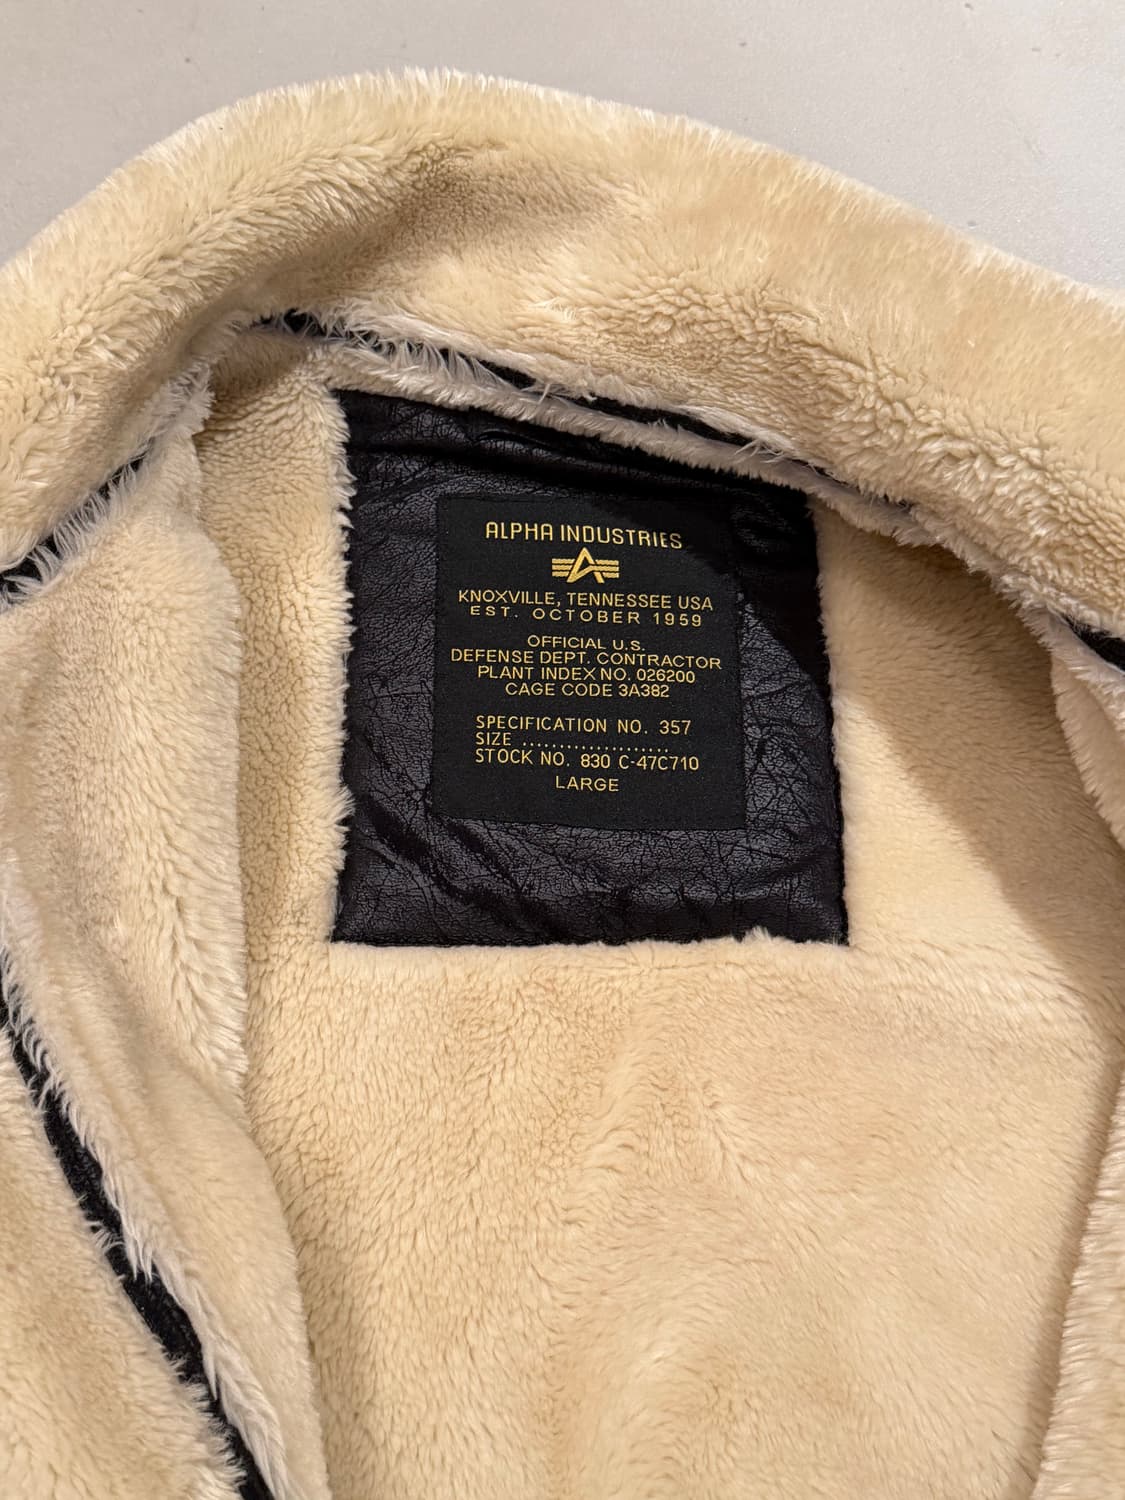 ALPHA INDUSTRIES
KNOXVILLE, TENNESSEE USA
EST. OCTOBER 1959
OFFICIAL U.S.
DEFENSE DEPT. CONTRACTOR
PLANT INDEX NO. 026200
CAGE CODE 3A382
SPECIFICATION NO. 357
SIZE ....................
STOCK NO. 830 C-47C710
LARGE